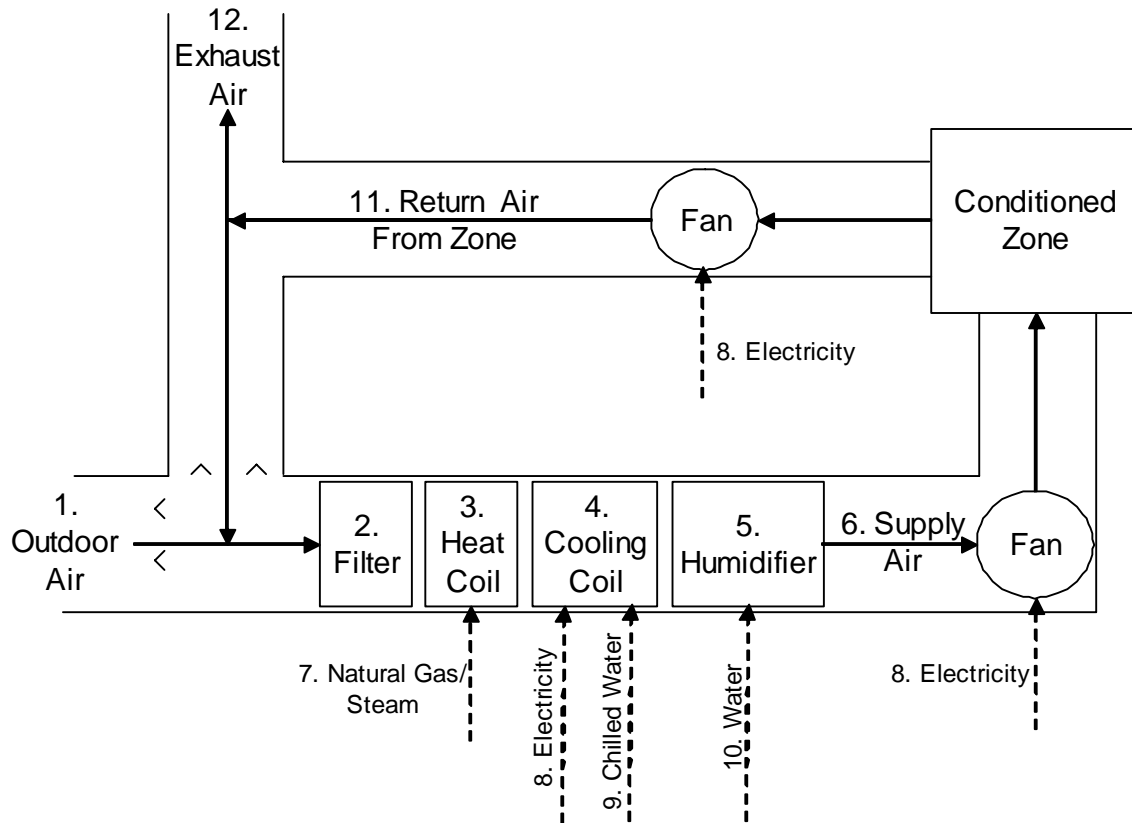 12.
Exhaust
Air
11. Return Air
From Zone
Fan
Conditioned
Zone
8. Electricity
1.
Outdoor
Air
2.
Filter
3.
Heat
Coil
4.
Cooling
Coil
5.
Humidifier
6. Supply
Air
Fan
7. Natural Gas/
Steam
8. Electricity
9. Chilled Water
10. Water
8. Electricity